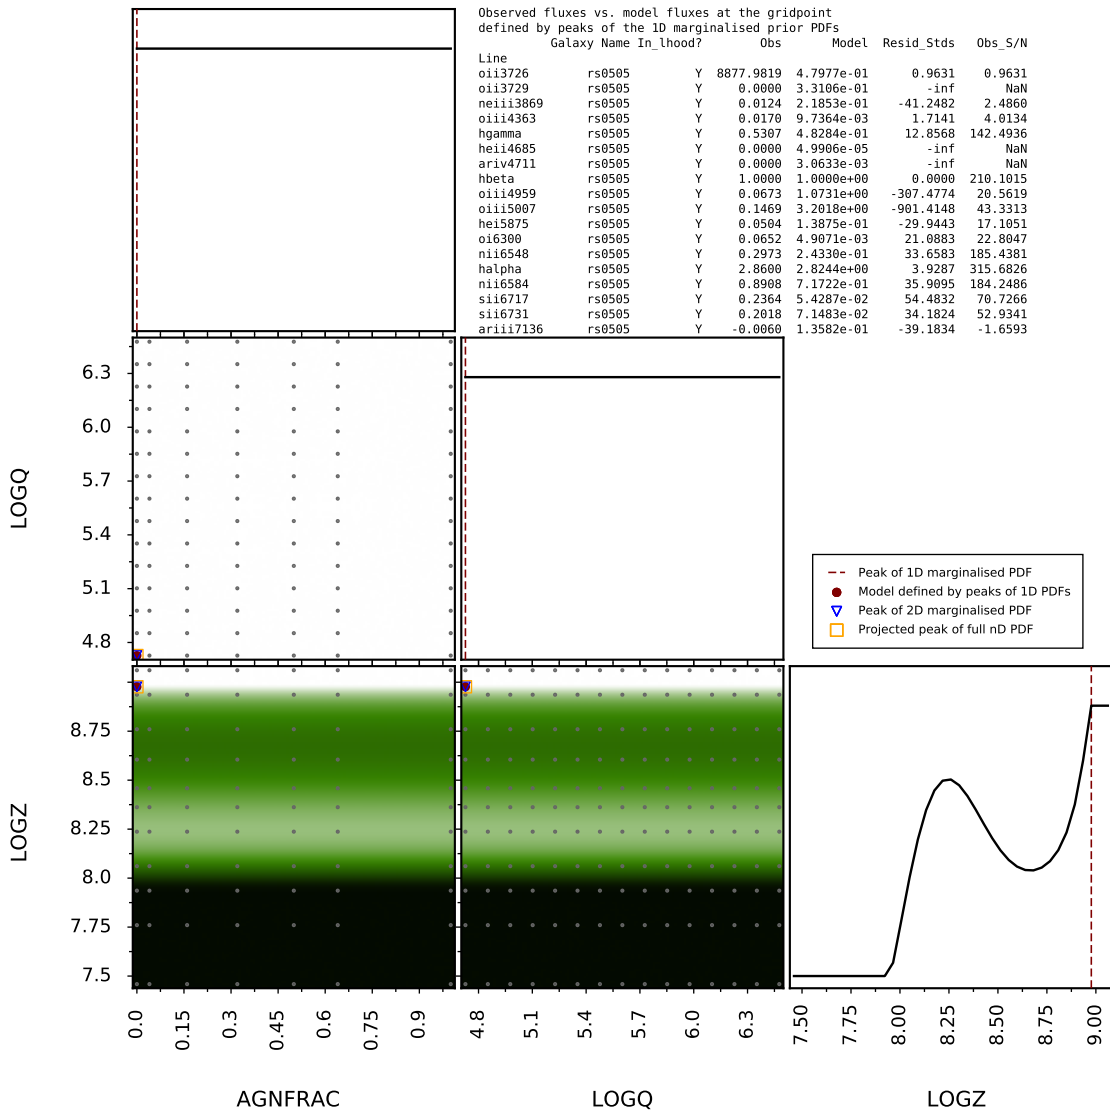 Observed fluxes vs. model fluxes at the gridpoint
defined by peaks of the 1D marginalised prior PDFs
Galaxy Name In_lhood? Obs Model Resid_Stds Obs_S/N
Line
oii3726 rs0505 Y 8877.9819 4.7977e-01 0.9631 0.9631
oii3729 rs0505 Y 0.0000 3.3106e-01 -inf NaN
neiii3869 rs0505 Y 0.0124 2.1853e-01 -41.2482 2.4860
oiii4363 rs0505 Y 0.0170 9.7364e-03 1.7141 4.0134
hgamma rs0505 Y 0.5307 4.8284e-01 12.8568 142.4936
heii4685 rs0505 Y 0.0000 4.9906e-05 -inf NaN
ariv4711 rs0505 Y 0.0000 3.0633e-03 -inf NaN
hbeta rs0505 Y 1.0000 1.0000e+00 0.0000 210.1015
oiii4959 rs0505 Y 0.0673 1.0731e+00 -307.4774 20.5619
oiii5007 rs0505 Y 0.1469 3.2018e+00 -901.4148 43.3313
hei5875 rs0505 Y 0.0504 1.3875e-01 -29.9443 17.1051
oi6300 rs0505 Y 0.0652 4.9071e-03 21.0883 22.8047
nii6548 rs0505 Y 0.2973 2.4330e-01 33.6583 185.4381
halpha rs0505 Y 2.8600 2.8244e+00 3.9287 315.6826
nii6584 rs0505 Y 0.8908 7.1722e-01 35.9095 184.2486
sii6717 rs0505 Y 0.2364 5.4287e-02 54.4832 70.7266
sii6731 rs0505 Y 0.2018 7.1483e-02 34.1824 52.9341
ariii7136 rs0505 Y -0.0060 1.3582e-01 -39.1834 -1.6593
LOGQ
6.3
6.0
5.7
5.4
5.1
4.8
Peak of 1D marginalised PDF
Model defined by peaks of 1D PDFs
Peak of 2D marginalised PDF
Projected peak of full nD PDF
LOGZ
8.75
8.5
8.25
8.0
7.75
7.5
0.0 0.15 0.3 0.45 0.6 0.75 0.9
4.8 5.1 5.4 5.7 6.0 6.3
7.50 7.75 8.00 8.25 8.50 8.75 9.00
AGNFRAC LOGQ LOGZ